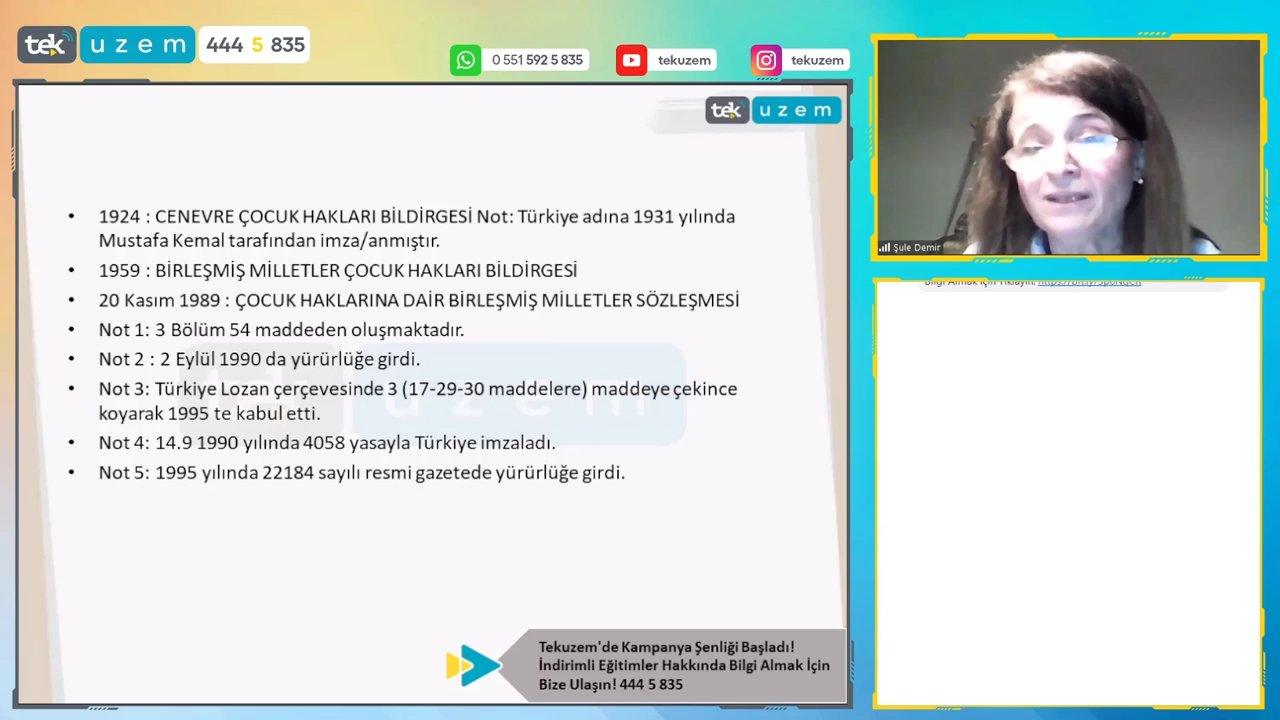 tek uzem 444 5 835
0 551 592 5 835
tekuzem
tekuzem
tek uzem
• 1924 : CENEVRE ÇOCUK HAKLARI BİLDİRGESİ Not: Türkiye adına 1931 yılında
Mustafa Kemal tarafından imza/anmıştır.
• 1959 : BİRLEŞMİŞ MİLLETLER ÇOCUK HAKLARI BİLDİRGESİ
• 20 Kasım 1989 : ÇOCUK HAKLARINA DAİR BİRLEŞMİŞ MİLLETLER SÖZLEŞMESİ
• Not 1: 3 Bölüm 54 maddeden oluşmaktadır.
• Not 2 : 2 Eylül 1990 da yürürlüğe girdi.
• Not 3: Türkiye Lozan çerçevesinde 3 (17-29-30 maddelere) maddeye çekince
koyarak 1995 te kabul etti.
• Not 4: 14.9 1990 yılında 4058 yasayla Türkiye imzaladı.
• Not 5: 1995 yılında 22184 sayılı resmi gazetede yürürlüğe girdi.
Tekuzem'de Kampanya Şenliği Başladı!
İndirimli Eğitimler Hakkında Bilgi Almak İçin
Bize Ulaşın! 444 5 835
Şule Demir
Bilgi Almak İçin Tıklayın: